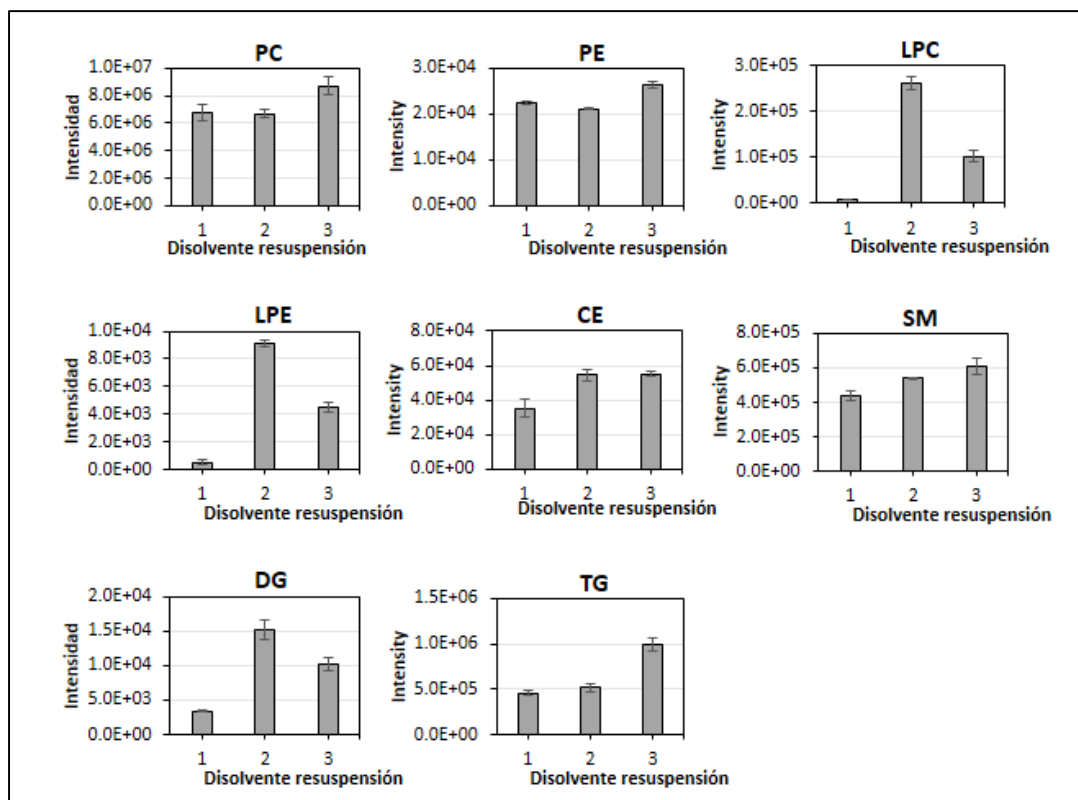 PC
Intensidad
1.0E+07
8.0E+06
6.0E+06
4.0E+06
2.0E+06
0.0E+00
1 2 3
Disolvente resuspensión
PE
Intensity
3.0E+04
2.0E+04
1.0E+04
0.0E+00
1 2 3
Disolvente resuspensión
LPC
Intensity
3.0E+05
2.0E+05
1.0E+05
0.0E+00
1 2 3
Disolvente resuspensión
LPE
Intensidad
1.0E+04
8.0E+03
6.0E+03
4.0E+03
2.0E+03
0.0E+00
1 2 3
Disolvente resuspensión
CE
Intensity
8.0E+04
6.0E+04
4.0E+04
2.0E+04
0.0E+00
1 2 3
Disolvente resuspensión
SM
Intensity
8.0E+05
6.0E+05
4.0E+05
2.0E+05
0.0E+00
1 2 3
Disolvente resuspensión
DG
Intensidad
2.0E+04
1.5E+04
1.0E+04
5.0E+03
0.0E+00
1 2 3
Disolvente resuspensión
TG
Intensity
1.5E+06
1.0E+06
5.0E+05
0.0E+00
1 2 3
Disolvente resuspensión